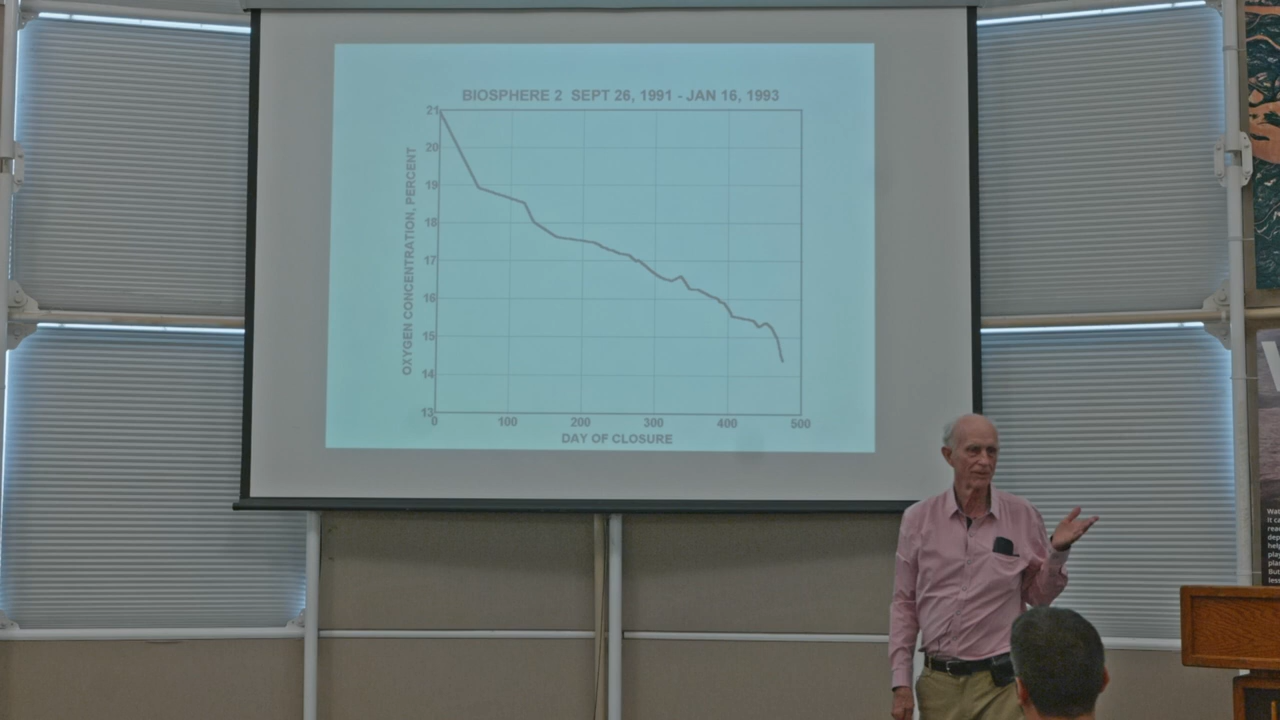 BIOSPHERE 2 SEPT 26, 1991 - JAN 16, 1993
OXYGEN CONCENTRATION, PERCENT
21
20
19
18
17
16
15
14
13
0 100 200 300 400 500
DAY OF CLOSURE